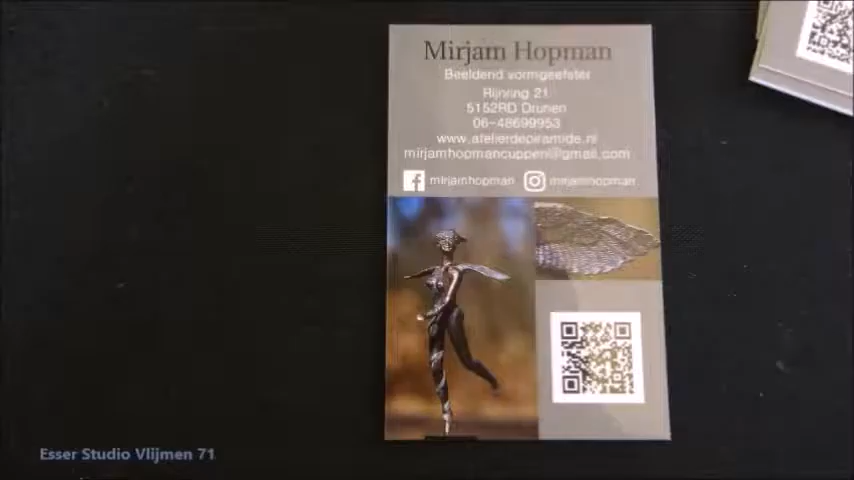 Mirjam Hopman
Beeldend vormgeefster
Rijnring 21
5152RD Drunen
06-48699953
www.atelierdepiramide.nl
mirjamhopmancuppen@gmail.com
mirjamhopman mirjamhopman
Esser Studio Vlijmen 71